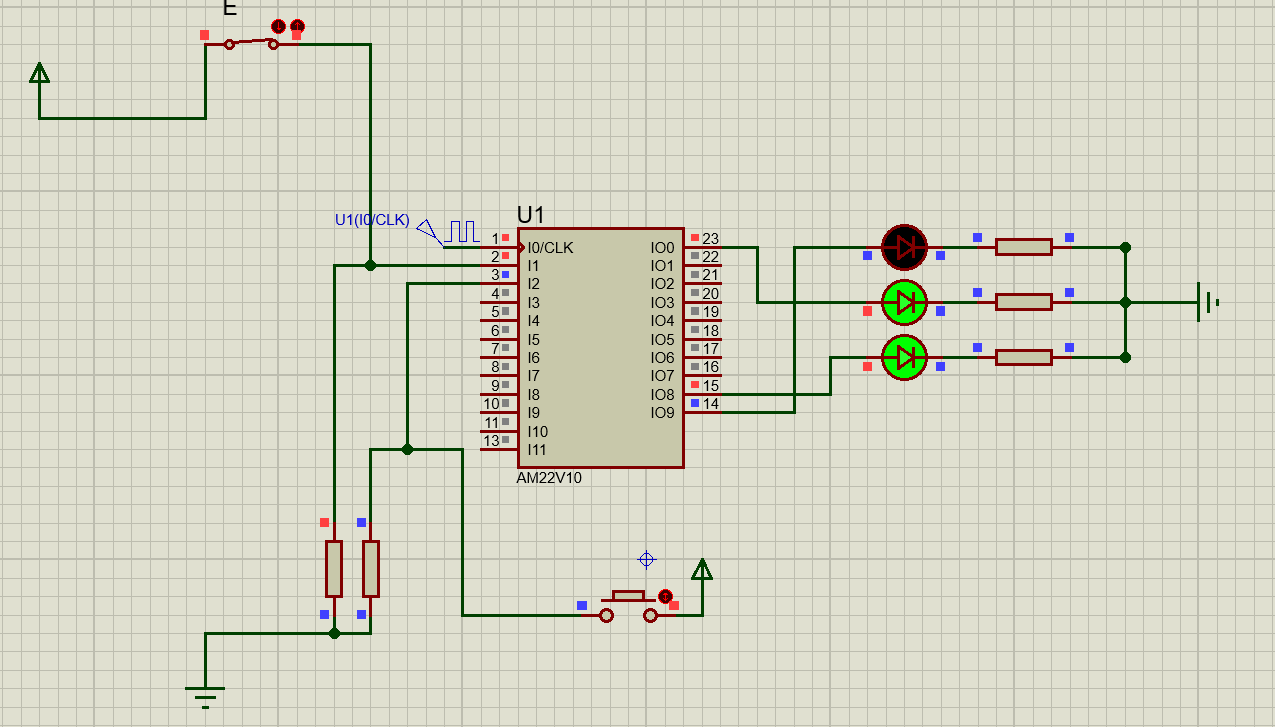 E
U1(I0/CLK)
U1
1 I0/CLK IO0 23
2 I1 IO1 22
3 I2 IO2 21
4 I3 IO3 20
5 I4 IO4 19
6 I5 IO5 18
7 I6 IO6 17
8 I7 IO7 16
9 I8 IO8 15
10 I9 IO9 14
11 I10
13 I11
AM22V10